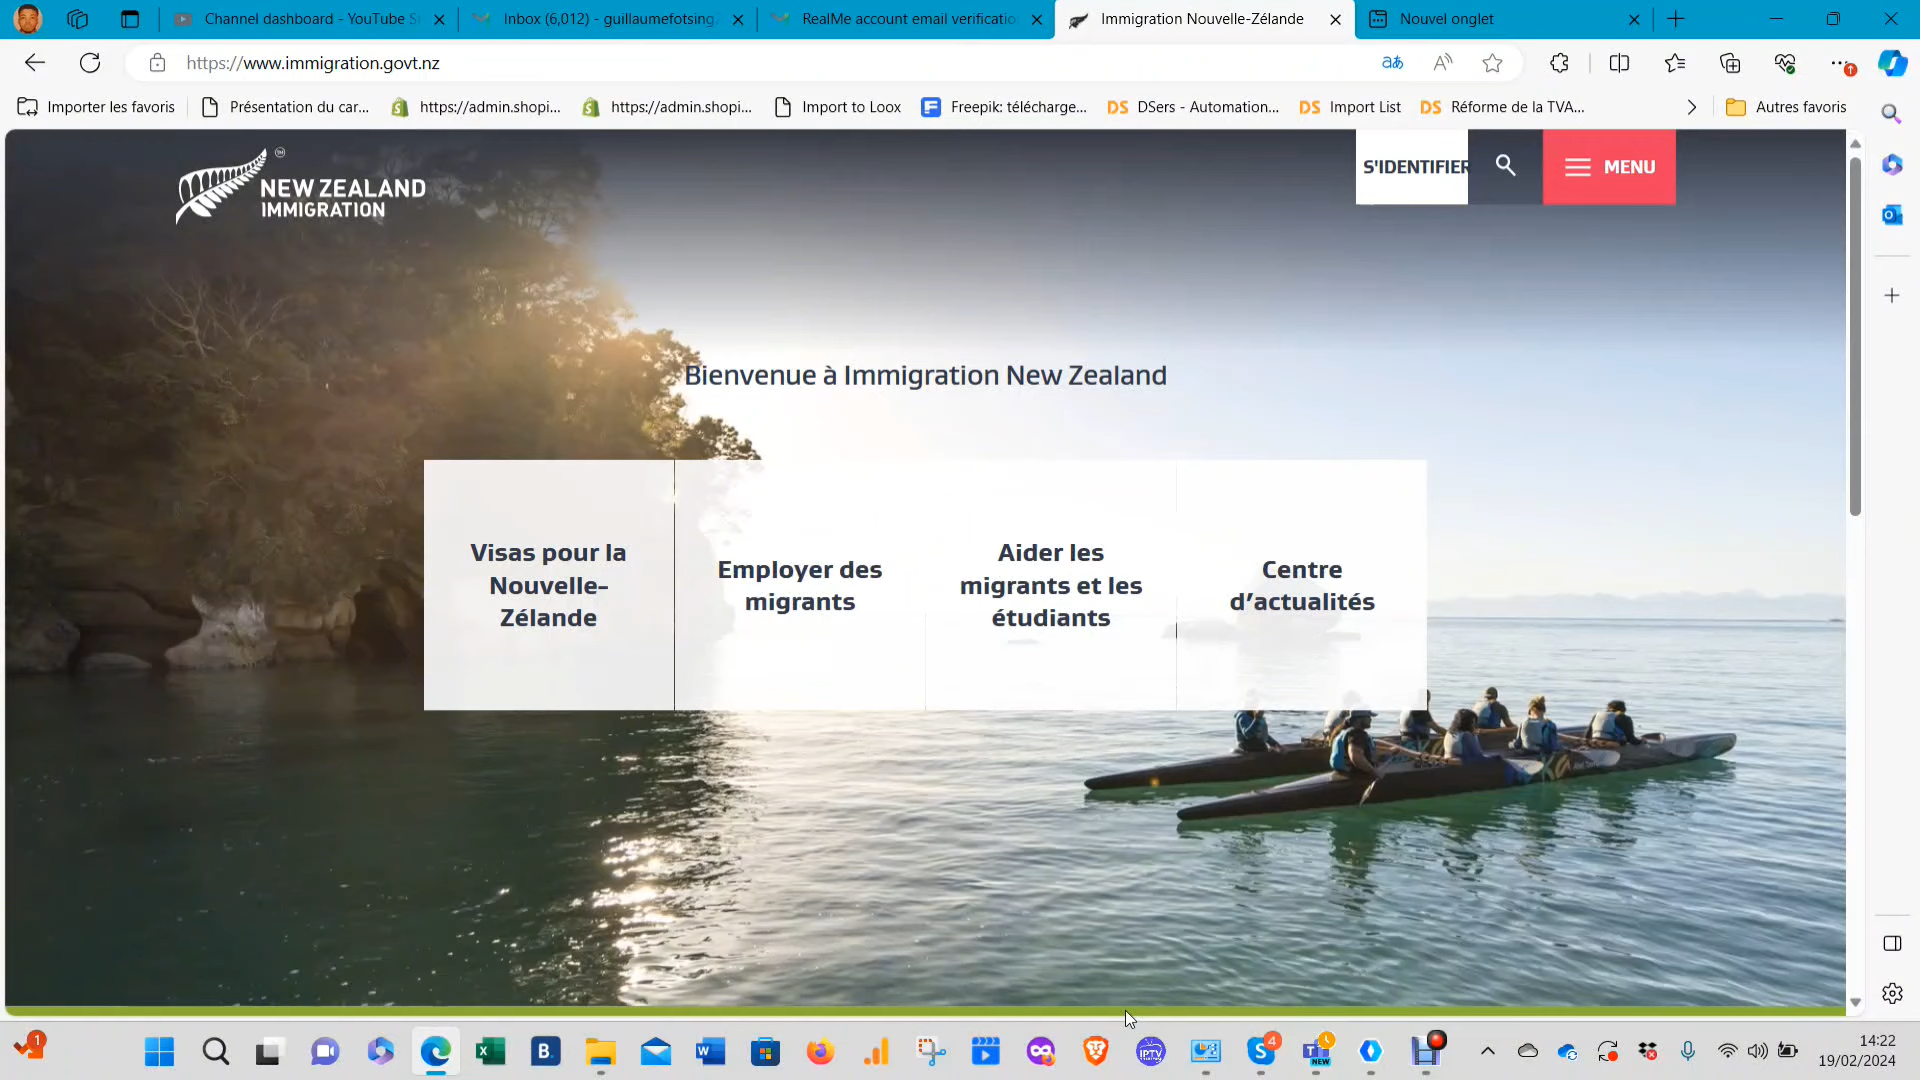 Channel dashboard - YouTube S
Inbox (6,012) - guillaumefotsing
RealMe account email verificatio
Immigration Nouvelle-Zélande
Nouvel onglet
https://www.immigration.govt.nz
Importer les favoris
Présentation du car...
https://admin.shopi...
https://admin.shopi...
Import to Loox
Freepik: télécharge...
DSers - Automation...
Import List
Réforme de la TVA...
Autres favoris
NEW ZEALAND
IMMIGRATION
S'IDENTIFIER
MENU
Bienvenue à Immigration New Zealand
Visas pour la
Nouvelle-
Zélande
Employer des
migrants
Aider les
migrants et les
étudiants
Centre
d’actualités
14:22
19/02/2024